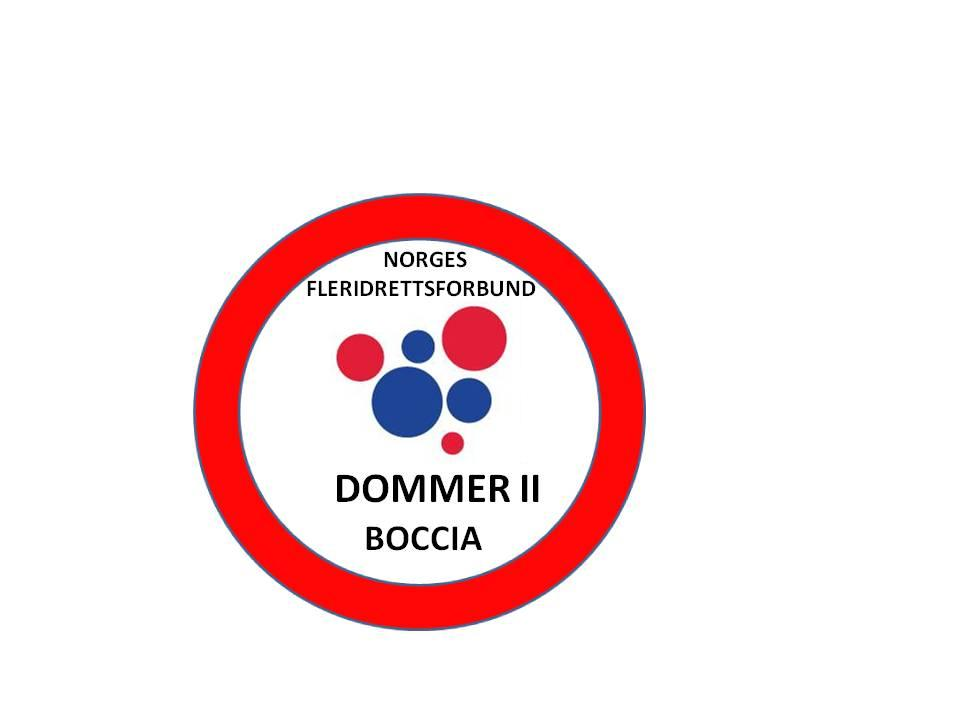 NORGES
FLERIDRETTSFORBUND
DOMMER II
BOCCIA